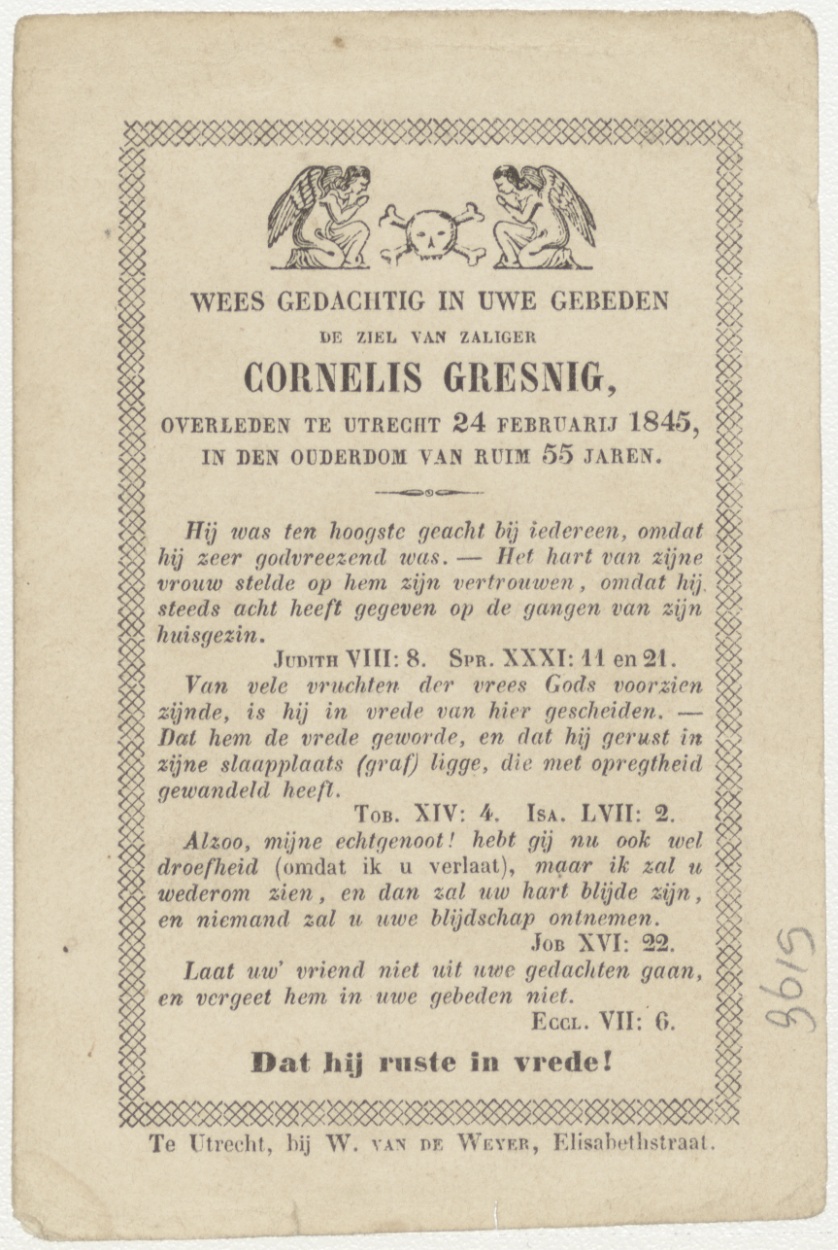 WEES GEDACHTIG IN UWE GEBEDEN
DE ZIEL VAN ZALIGER
CORNELIS GRESNIG,
OVERLEDEN TE UTRECHT 24 FEBRUARIJ 1845,
IN DEN OUDERDOM VAN RUIM 55 JAREN.
Hij was ten hoogste geacht bij iedereen, omdat
hij zeer godvreezend was. — Het hart van zijne
vrouw stelde op hem zijn vertrouwen, omdat hij
steeds acht heeft gegeven op de gangen van zijn
huisgezin.
JUDITH VIII: 8. SPR. XXXI: 11 en 21.
Van vele vruchten der vrees Gods voorzien
zijnde, is hij in vrede van hier gescheiden. —
Dat hem de vrede geworde, en dat hij gerust in
zijne slaapplaats (graf) ligge, die met opregtheid
gewandeld heeft.
TOB. XIV: 4. ISA. LVII: 2.
Alzoo, mijne echtgenoot! hebt gij nu ook wel
droefheid (omdat ik u verlaat), maar ik zal u
wederom zien, en dan zal uw hart blijde zijn,
en niemand zal u uwe blijdschap ontnemen.
JOB XVI: 22.
Laat uw' vriend niet uit uwe gedachten gaan,
en vergeet hem in uwe gebeden niet.
ECCL. VII: 6.
Dat hij ruste in vrede!
Te Utrecht, bij W. VAN DE WEYER, Elisabethstraat.